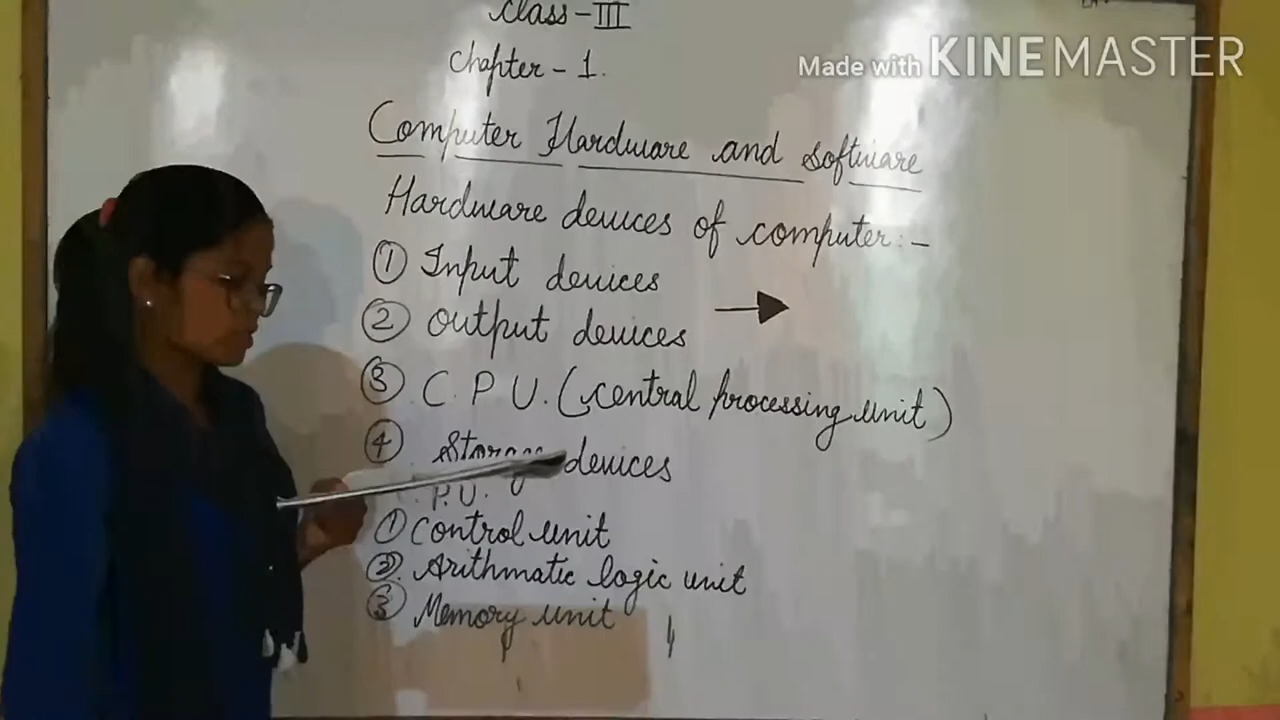 Class-III
Made with KINEMASTER
Chapter - 1.
Computer Hardware and Software
Hardware devices of computer:-
① Input devices
② Output devices
③ C.P.U. (central processing unit)
④ Storage devices
C.P.U.
① Control unit
② Arithmatic logic unit
③ Memory unit